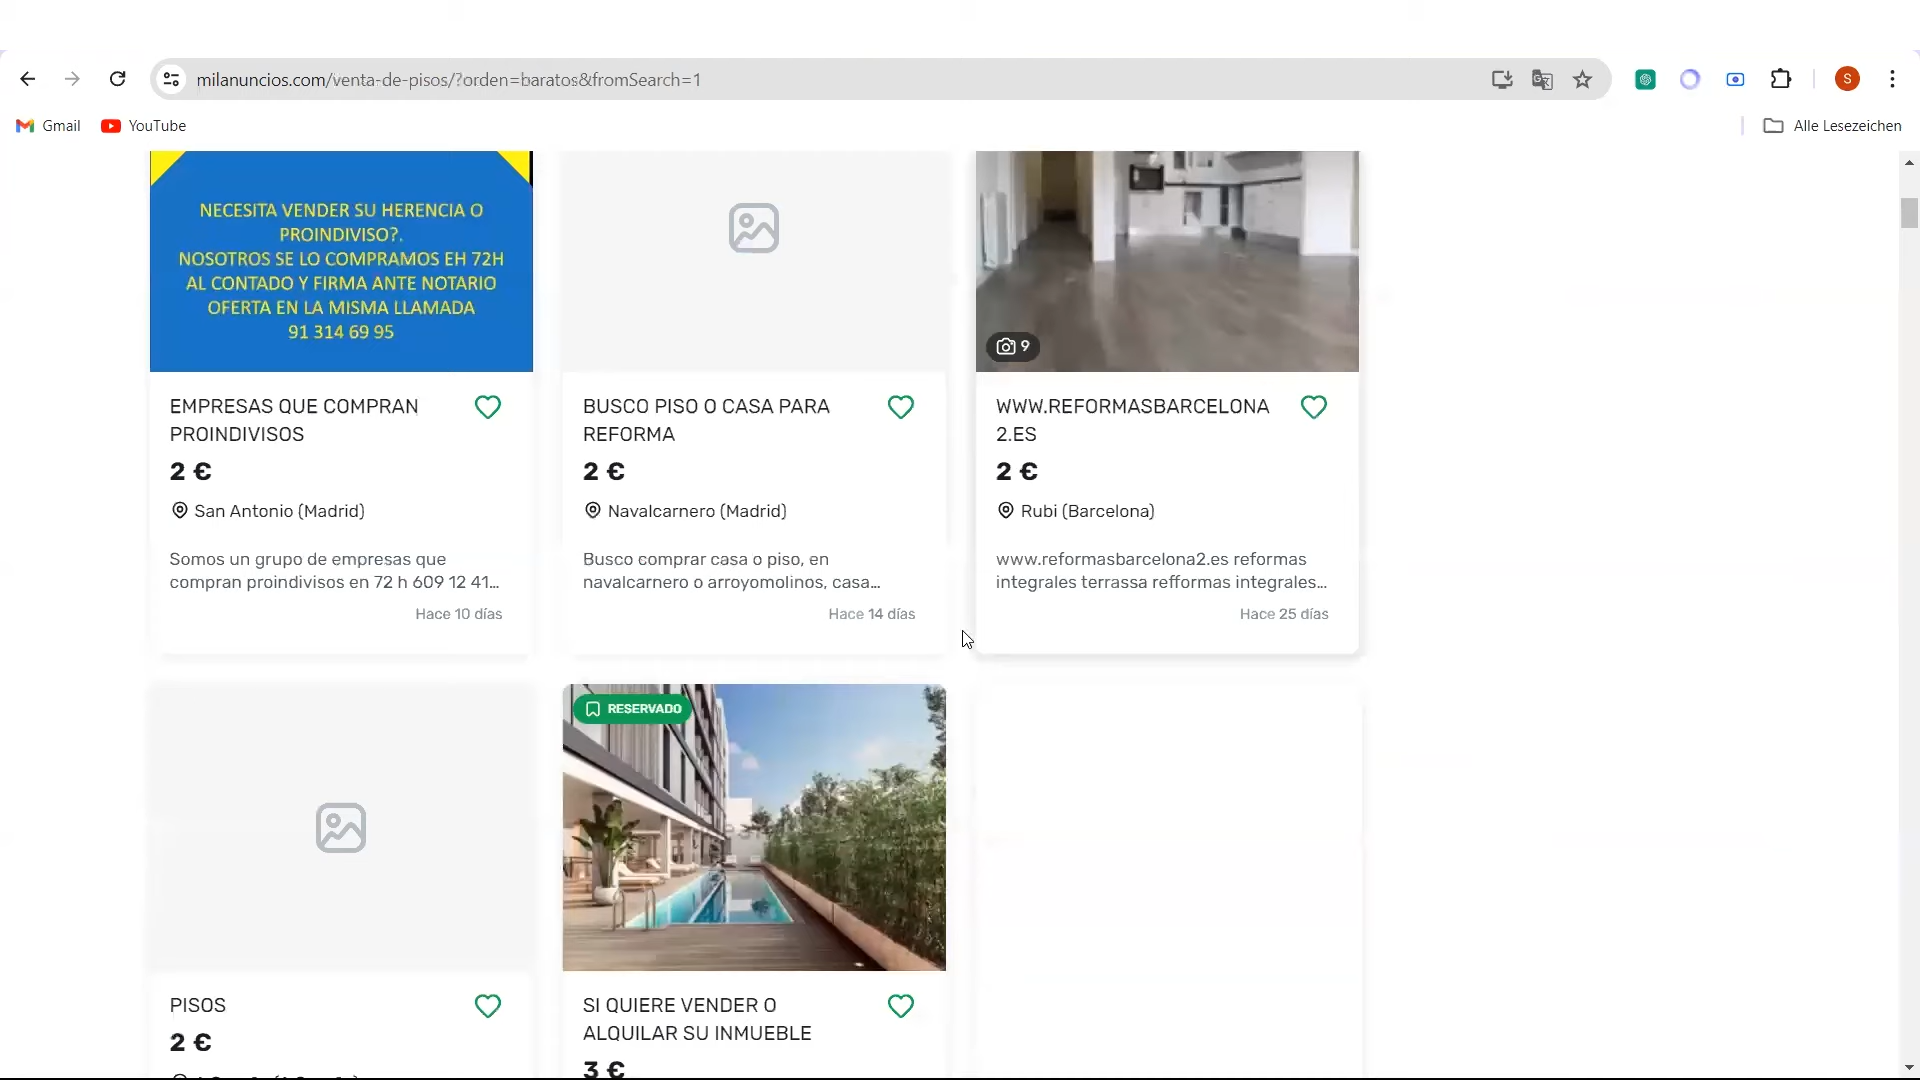 milanuncios.com/venta-de-pisos/?orden=baratos&fromSearch=1
S
Gmail
YouTube
Alle Lesezeichen
NECESITA VENDER SU HERENCIA O
PROINDIVISO?.
NOSOTROS SE LO COMPRAMOS EH 72H
AL CONTADO Y FIRMA ANTE NOTARIO
OFERTA EN LA MISMA LLAMADA
91 314 69 95
EMPRESAS QUE COMPRAN
PROINDIVISOS
2 €
San Antonio (Madrid)
Somos un grupo de empresas que
compran proindivisos en 72 h 609 12 41...
Hace 10 días
BUSCO PISO O CASA PARA
REFORMA
2 €
Navalcarnero (Madrid)
Busco comprar casa o piso, en
navalcarnero o arroyomolinos, casa...
Hace 14 días
9
WWW.REFORMASBARCELONA
2.ES
2 €
Rubi (Barcelona)
www.reformasbarcelona2.es reformas
integrales terrassa refformas integrales...
Hace 25 días
PISOS
2 €
RESERVADO
SI QUIERE VENDER O
ALQUILAR SU INMUEBLE
3 €